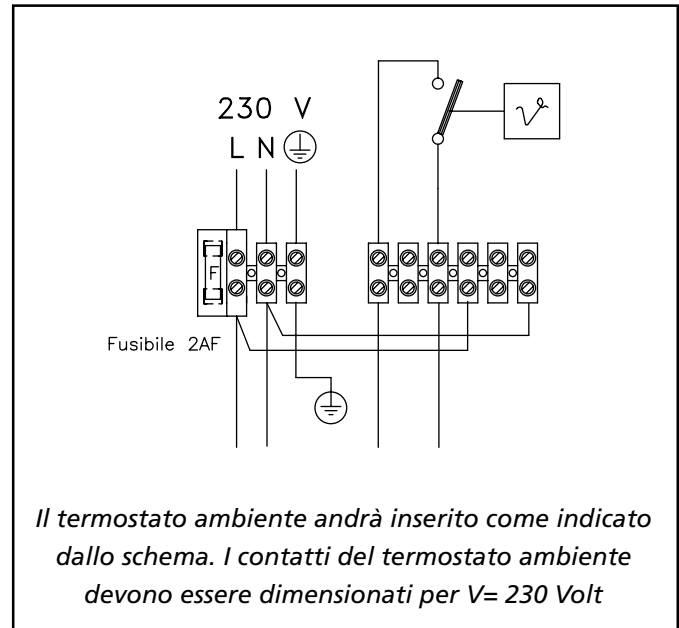 230 V
L N
F
Fusibile 2AF
Il termostato ambiente andrà inserito come indicato
dallo schema. I contatti del termostato ambiente
devono essere dimensionati per V= 230 Volt